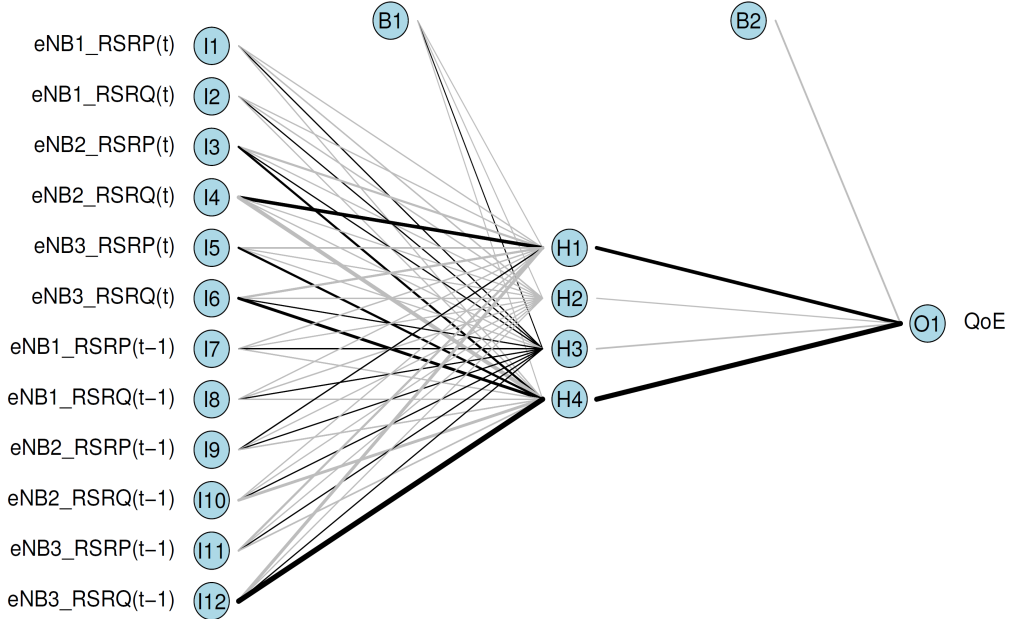 B1 B2
eNB1_RSRP(t) I1
eNB1_RSRQ(t) I2
eNB2_RSRP(t) I3
eNB2_RSRQ(t) I4
eNB3_RSRP(t) I5 H1
eNB3_RSRQ(t) I6 H2
O1 QoE
eNB1_RSRP(t−1) I7 H3
eNB1_RSRQ(t−1) I8 H4
eNB2_RSRP(t−1) I9
eNB2_RSRQ(t−1) I10
eNB3_RSRP(t−1) I11
eNB3_RSRQ(t−1) I12